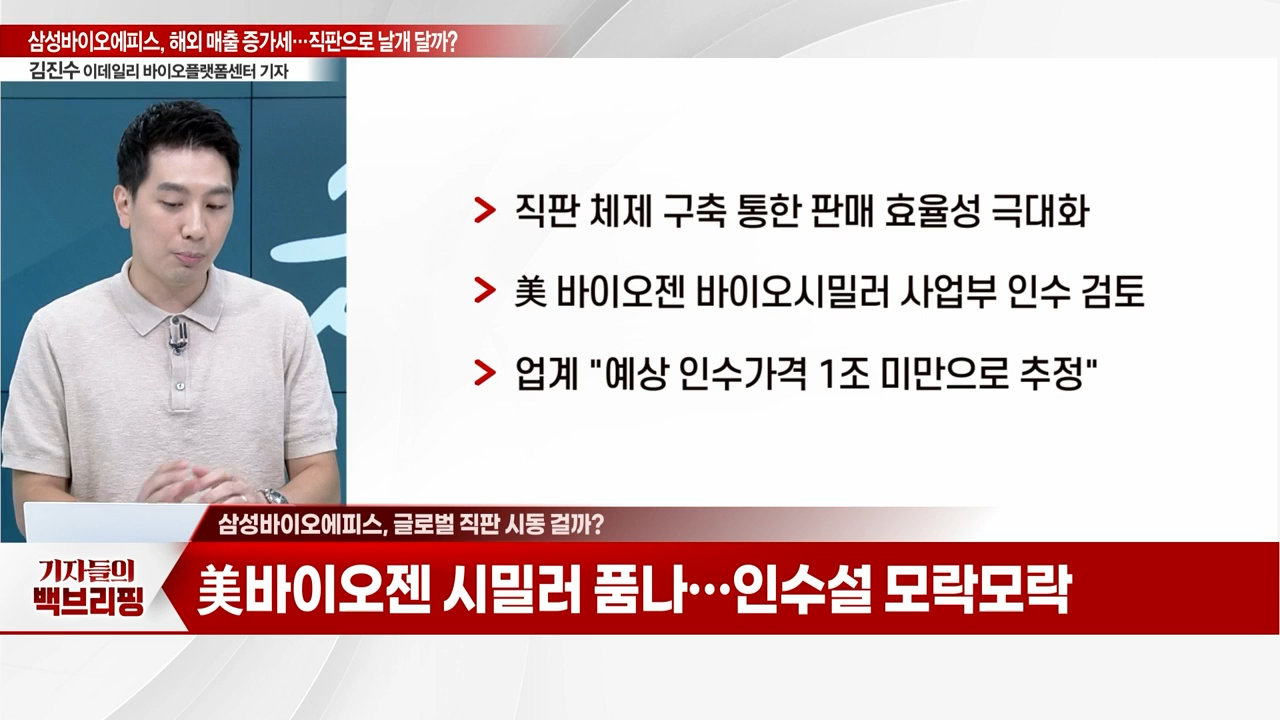 삼성바이오에피스, 해외 매출 증가세…직판으로 날개 달까?
김진수 이데일리 바이오플랫폼센터 기자
> 직판 체제 구축 통한 판매 효율성 극대화
> 美 바이오젠 바이오시밀러 사업부 인수 검토
> 업계 "예상 인수가격 1조 미만으로 추정"
삼성바이오에피스, 글로벌 직판 시동 걸까?
기자들의
백브리핑
美바이오젠 시밀러 품나…인수설 모락모락